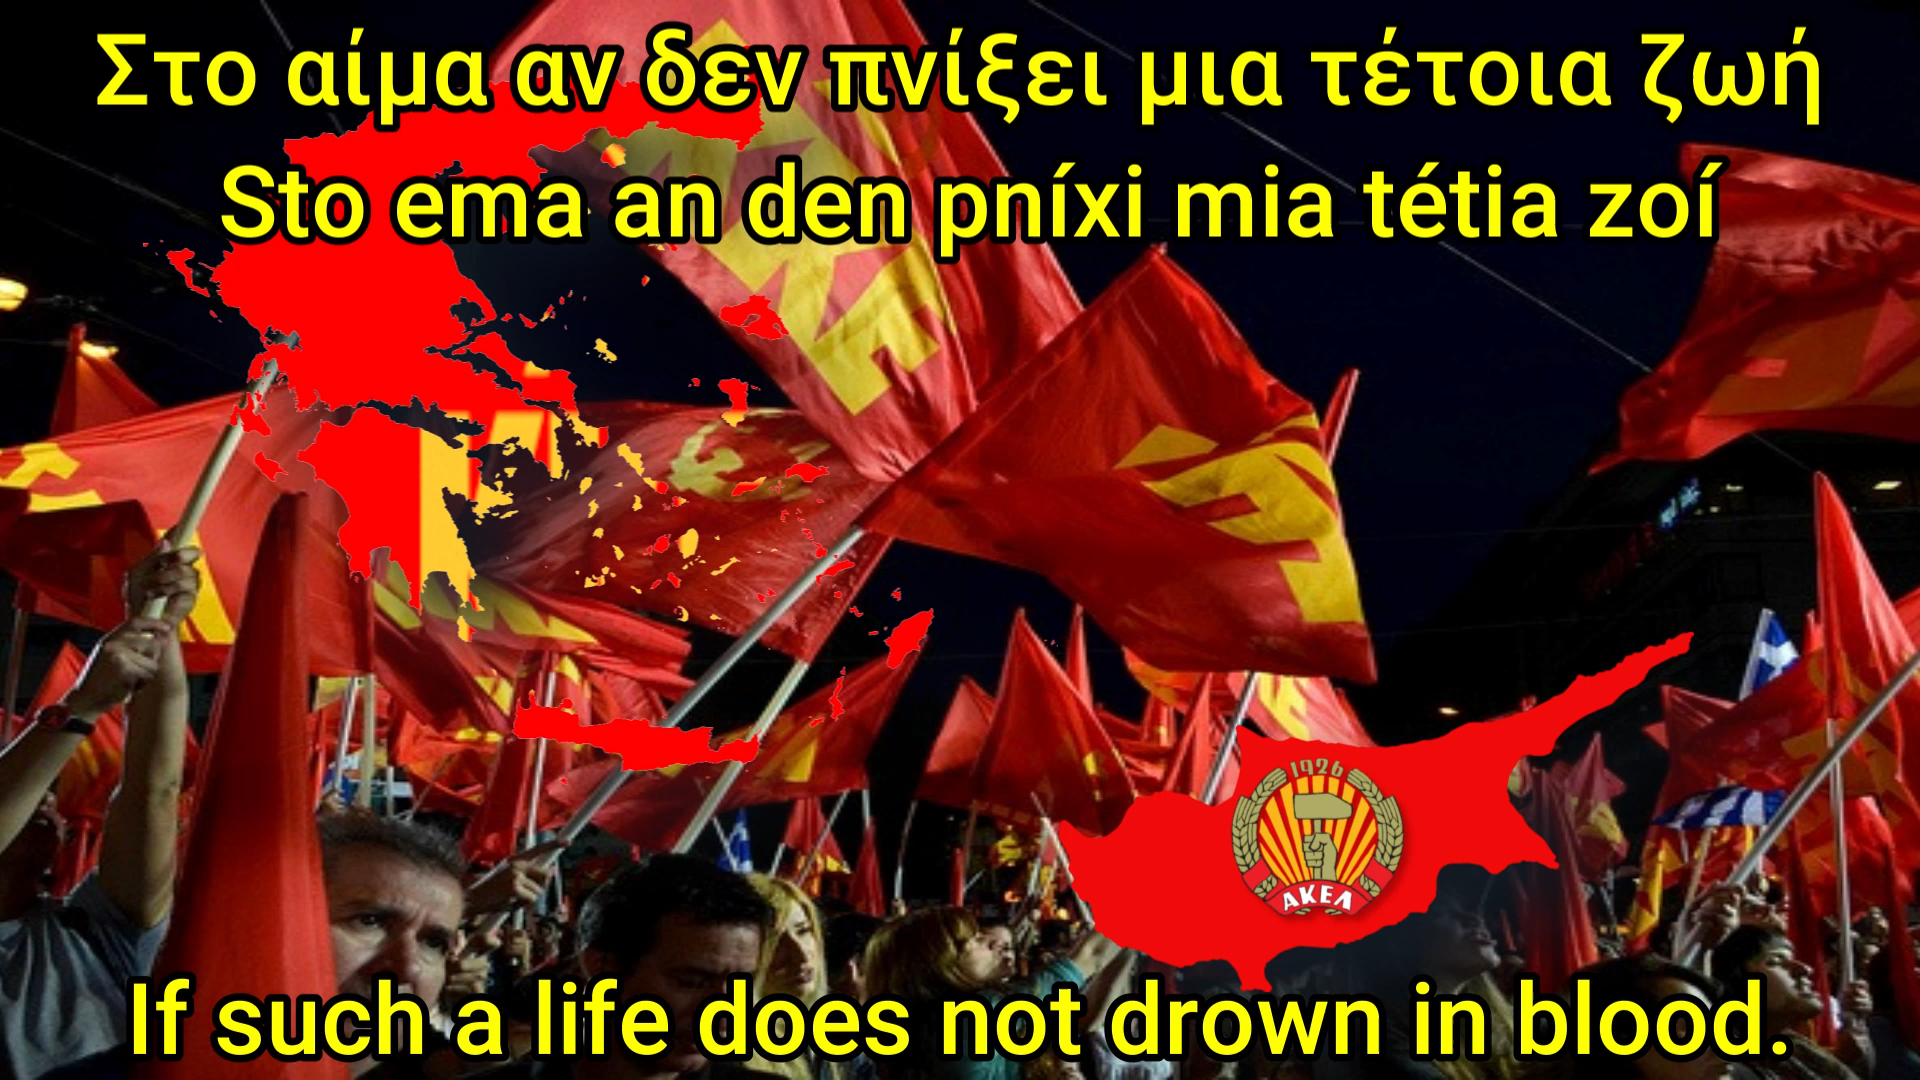 Στο αίμα αν δεν πνίξει μια τέτοια ζωή
Sto ema an den pníxi mia tétia zoí
ΚΚΕ
1926
ΑΚΕΛ
If such a life does not drown in blood.